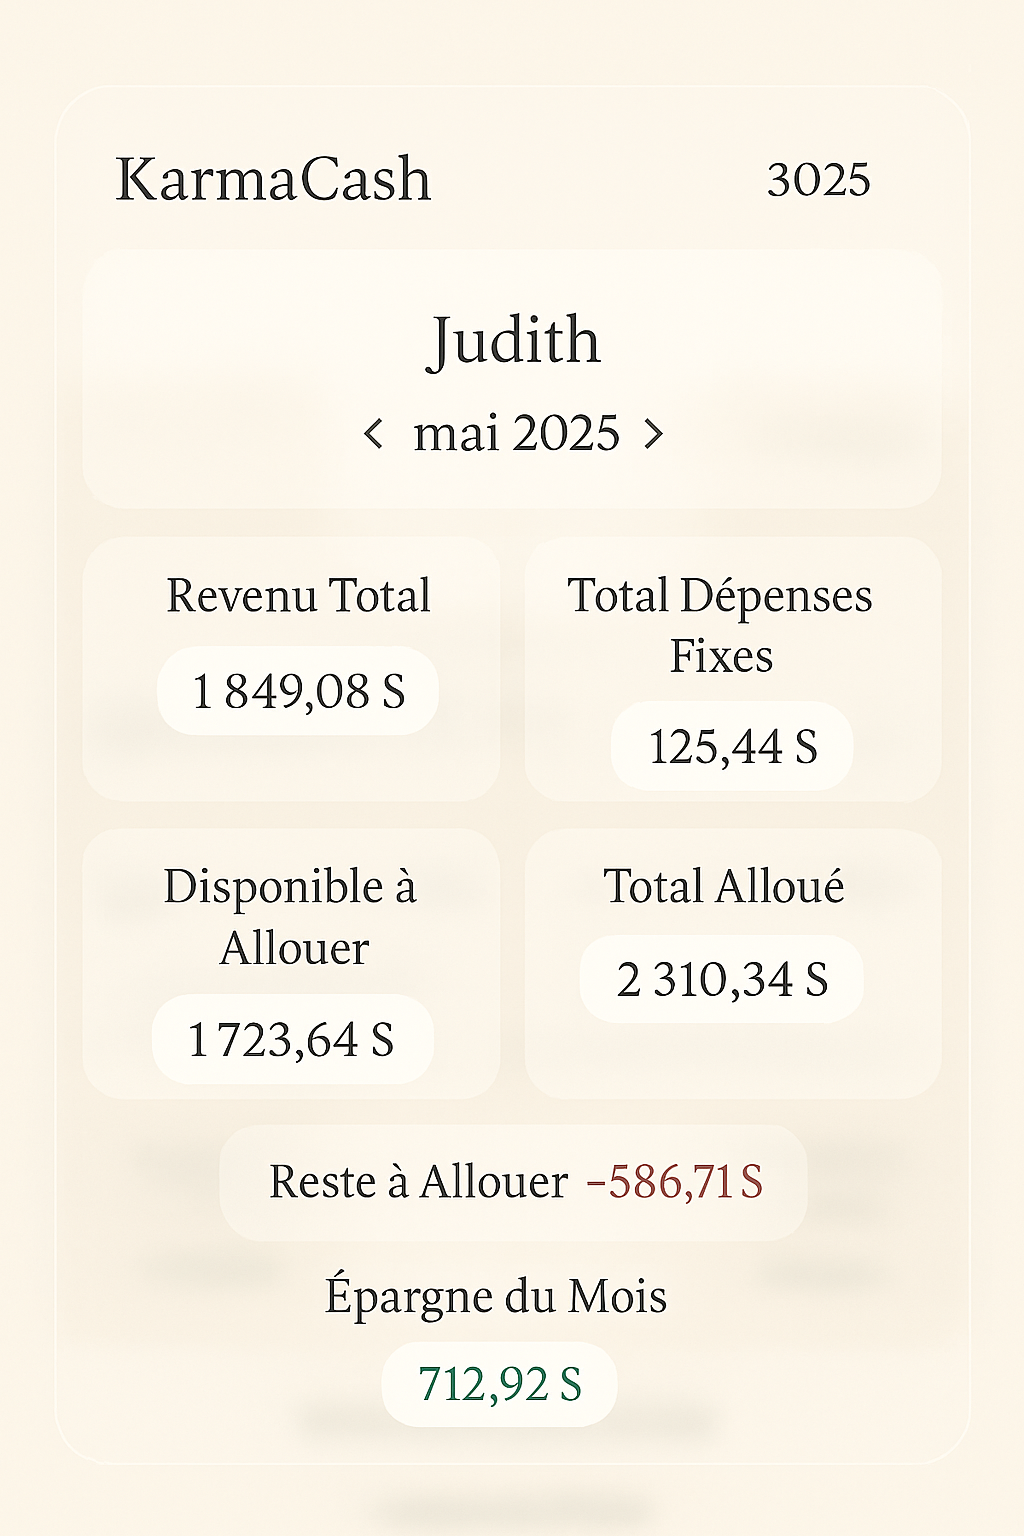 KarmaCash 3025
Judith
< mai 2025 >
Revenu Total
1 849,08 S
Total Dépenses
Fixes
125,44 S
Disponible à
Allouer
1 723,64 S
Total Alloué
2 310,34 S
Reste à Allouer −586,71 S
Épargne du Mois
712,92 S